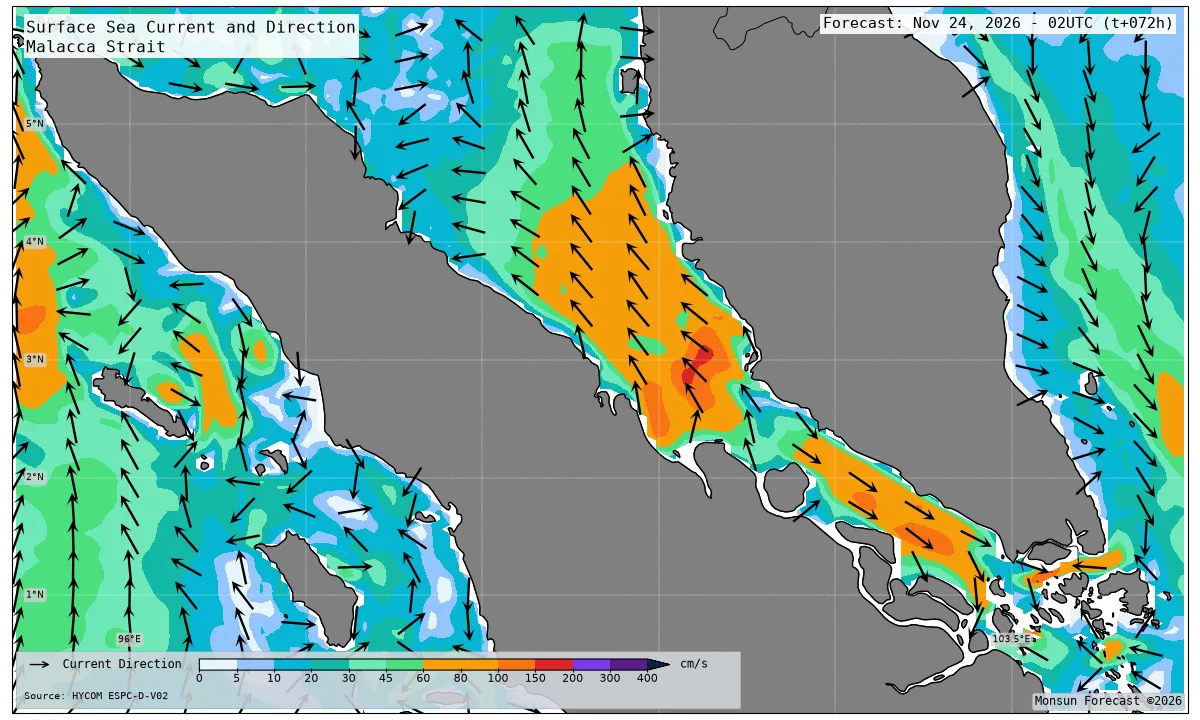 Surface Sea Current and Direction
Malacca Strait
Forecast: Nov 24, 2026 - 02UTC (t+072h)
5°N
4°N
3°N
2°N
1°N
96°E
103.5°E
Current Direction
cm/s
0 5 10 20 30 45 60 80 100 150 200 300 400
Source: HYCOM ESPC-D-V02
Monsun Forecast ©2026